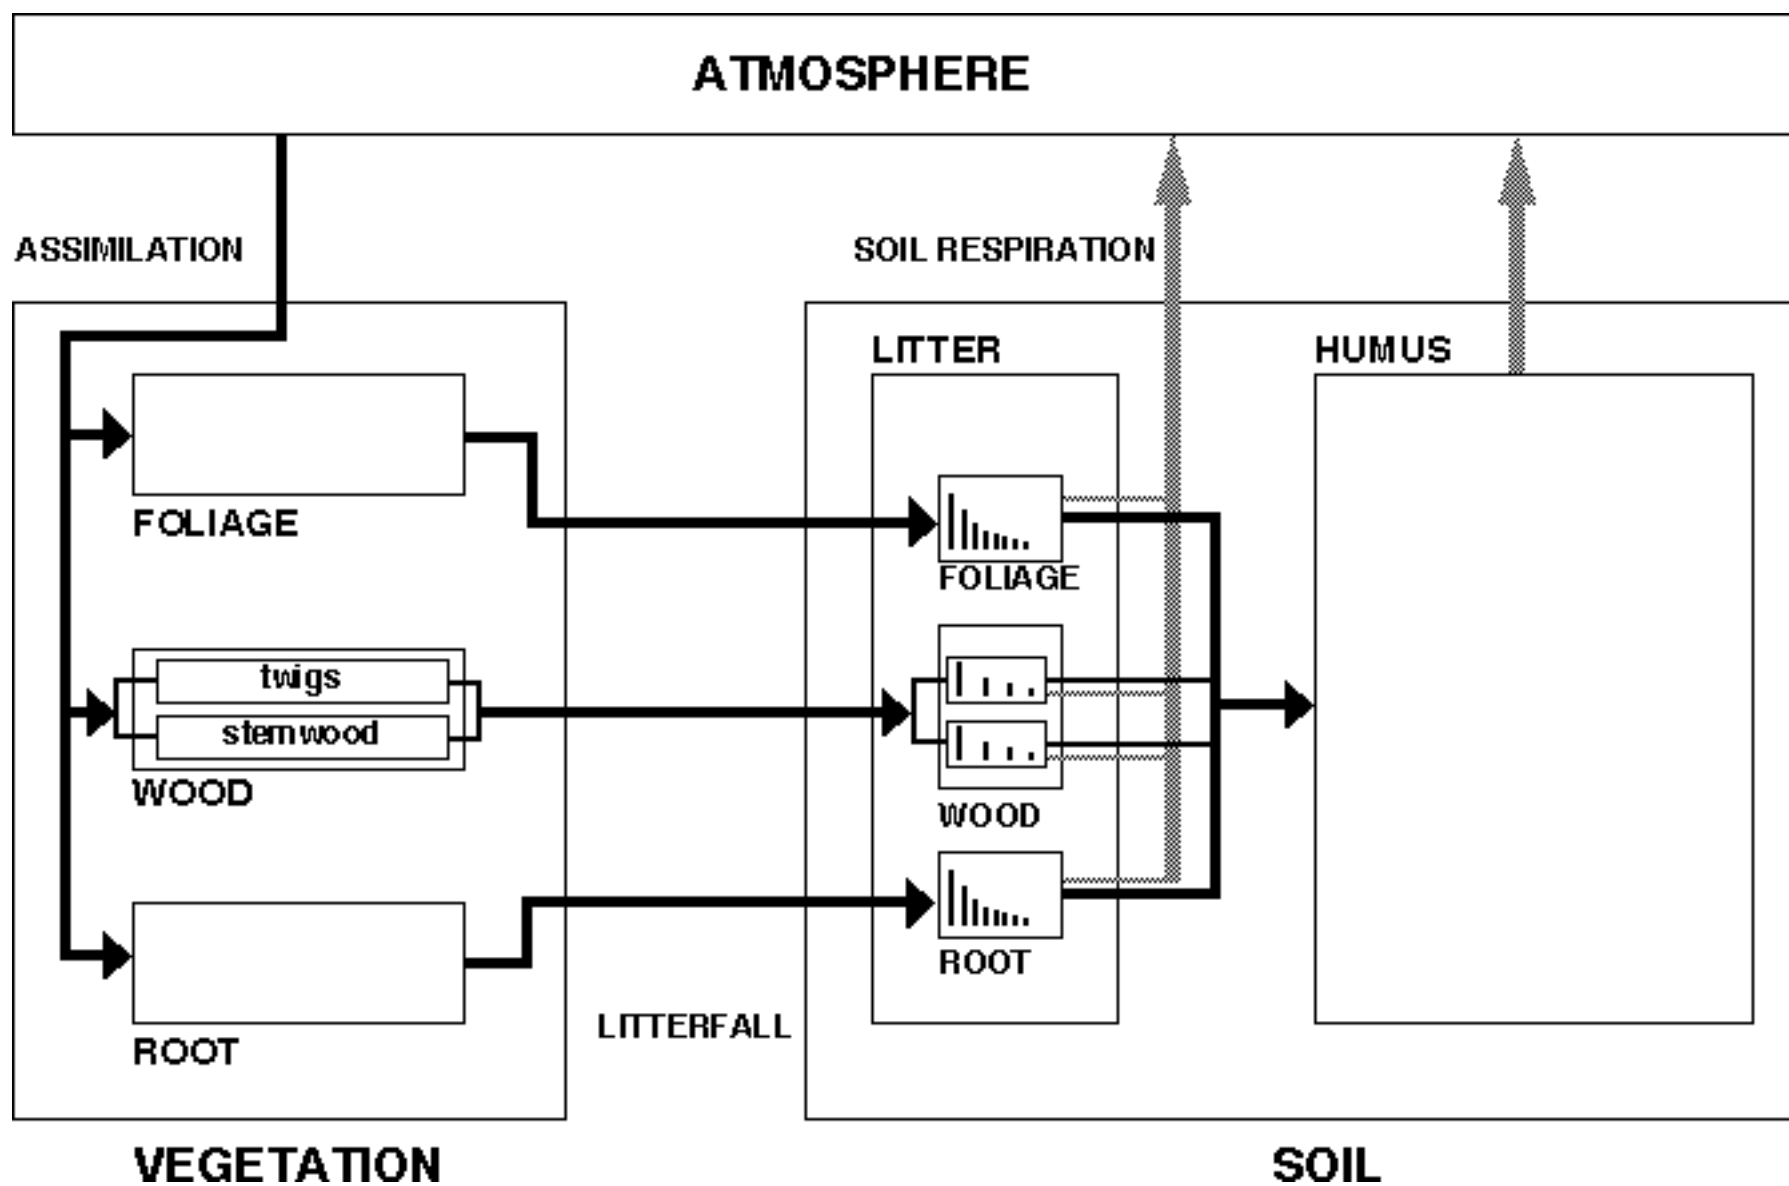 ATMOSPHERE
ASSIMILATION
SOIL RESPIRATION
LITTER
HUMUS
FOLIAGE
FOLIAGE
twigs
stemwood
WOOD
WOOD
ROOT
ROOT
LITTERFALL
VEGETATION
SOIL